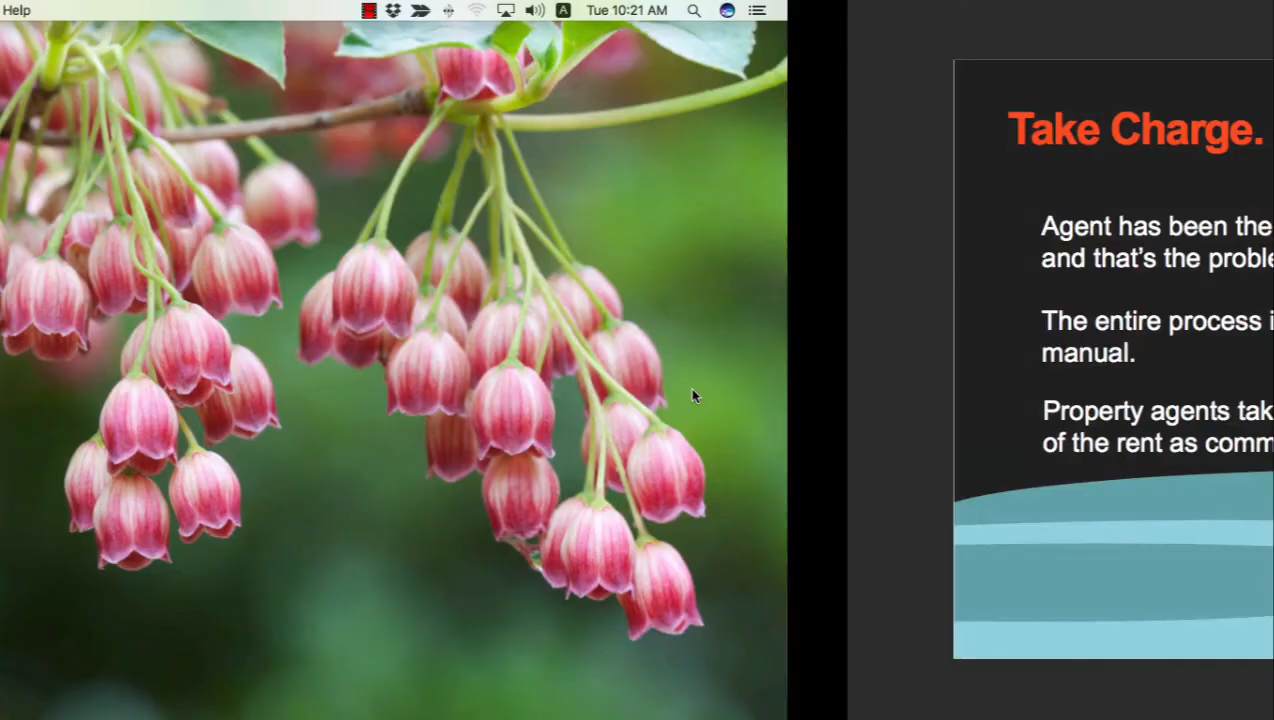 Help
A
Tue 10:21 AM
Take Charge.
Agent has been the
and that's the proble
The entire process i
manual.
Property agents tak
of the rent as comm